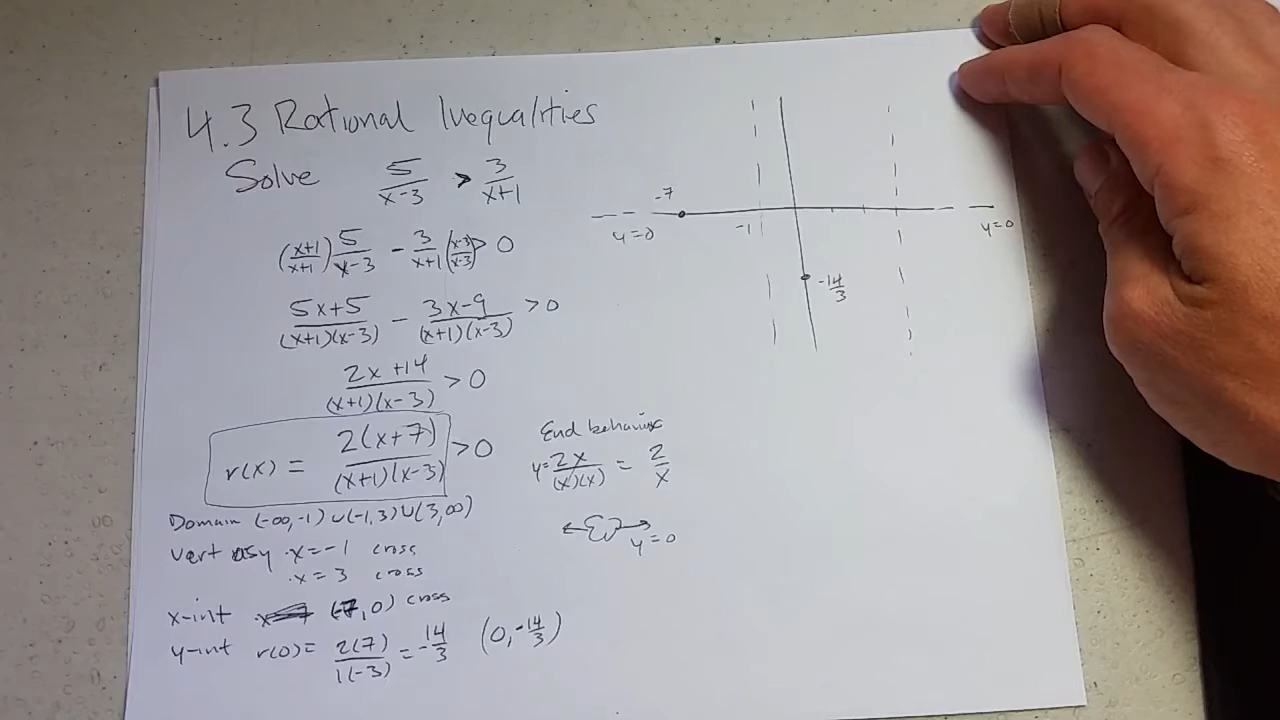 4.3 Rational Inequalities
Solve 5/(x-3) > 3/(x+1)
((x+1)/(x+1)) 5/(x-3) - 3/(x+1) ((x-3)/(x-3)) > 0
(5x+5)/((x+1)(x-3)) - (3x-9)/((x+1)(x-3)) > 0
(2x+14)/((x+1)(x-3)) > 0
r(x) = 2(x+7)/((x+1)(x-3)) > 0
Domain (-∞,-1) ∪ (-1,3) ∪ (3,∞)
Vert asy . x=-1 cross
. x=3 cross
x-int (-7,0) cross
y-int r(0) = 2(7)/(1(-3)) = -14/3 (0,-14/3)
End behavior
y = 2x/((x)(x)) = 2/x
y=0
-7
y=0
-1
y=0
-14/3